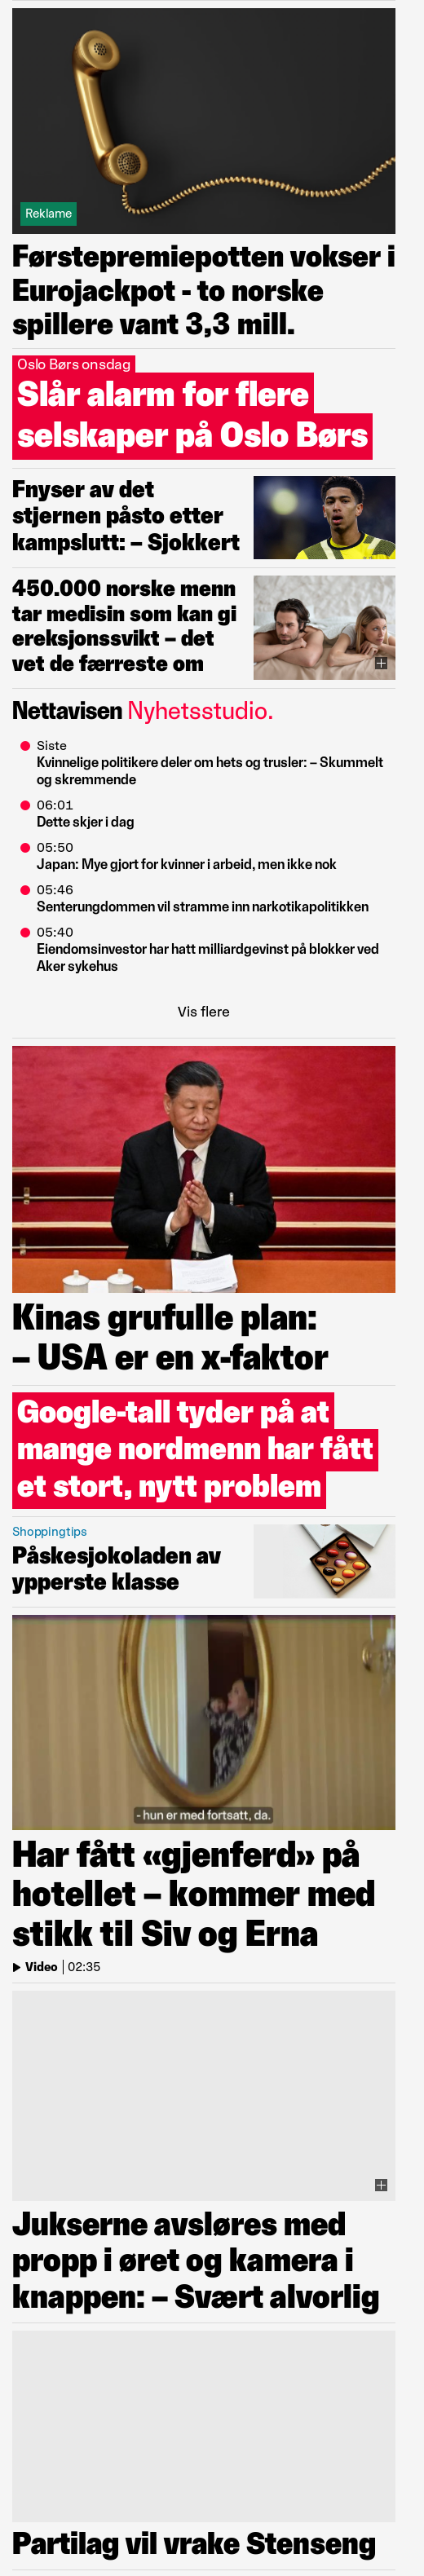 Reklame
Førstepremiepotten vokser i
Eurojackpot - to norske
spillere vant 3,3 mill.
Oslo Børs onsdag
Slår alarm for flere
selskaper på Oslo Børs
Fnyser av det
stjernen påsto etter
kampslutt: – Sjokkert
450.000 norske menn
tar medisin som kan gi
ereksjonssvikt – det
vet de færreste om
Nettavisen Nyhetsstudio.
Siste
Kvinnelige politikere deler om hets og trusler: – Skummelt
og skremmende
06:01
Dette skjer i dag
05:50
Japan: Mye gjort for kvinner i arbeid, men ikke nok
05:46
Senterungdommen vil stramme inn narkotikapolitikken
05:40
Eiendomsinvestor har hatt milliardgevinst på blokker ved
Aker sykehus
Vis flere
Kinas grufulle plan:
– USA er en x-faktor
Google-tall tyder på at
mange nordmenn har fått
et stort, nytt problem
Shoppingtips
Påskesjokoladen av
ypperste klasse
- hun er med fortsatt, da.
Har fått «gjenferd» på
hotellet – kommer med
stikk til Siv og Erna
Video | 02:35
Jukserne avsløres med
propp i øret og kamera i
knappen: – Svært alvorlig
Partilag vil vrake Stenseng